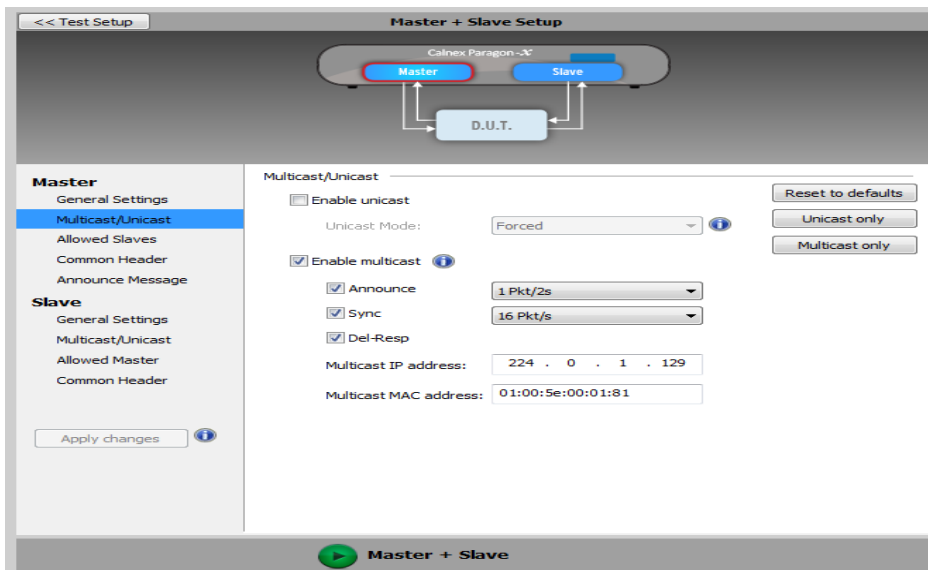 << Test Setup
Master + Slave Setup
Calnex Paragon-X
Master
Slave
D.U.T.
Master
General Settings
Multicast/Unicast
Allowed Slaves
Common Header
Announce Message
Slave
General Settings
Multicast/Unicast
Allowed Master
Common Header
Apply changes
Multicast/Unicast
Enable unicast
Unicast Mode: Forced
Enable multicast
Announce 1 Pkt/2s
Sync 16 Pkt/s
Del-Resp
Multicast IP address: 224 . 0 . 1 . 129
Multicast MAC address: 01:00:5e:00:01:81
Reset to defaults
Unicast only
Multicast only
Master + Slave